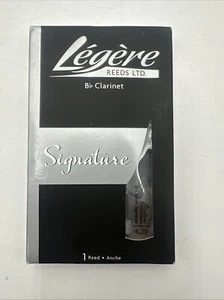 Légère
REEDS LTD.
B♭ Clarinet
Signature
1 Reed • Anche